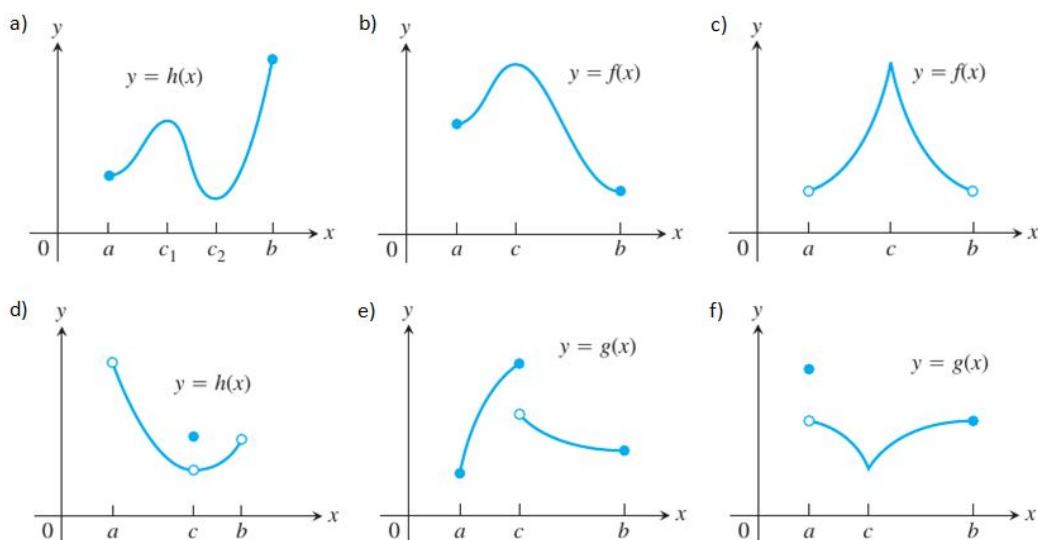 a)
y
y = h(x)
0
a
c₁
c₂
b
x
b)
y
y = f(x)
0
a
c
b
x
c)
y
y = f(x)
0
a
c
b
x
d)
y
y = h(x)
0
a
c
b
x
e)
y
y = g(x)
0
a
c
b
x
f)
y
y = g(x)
0
a
c
b
x